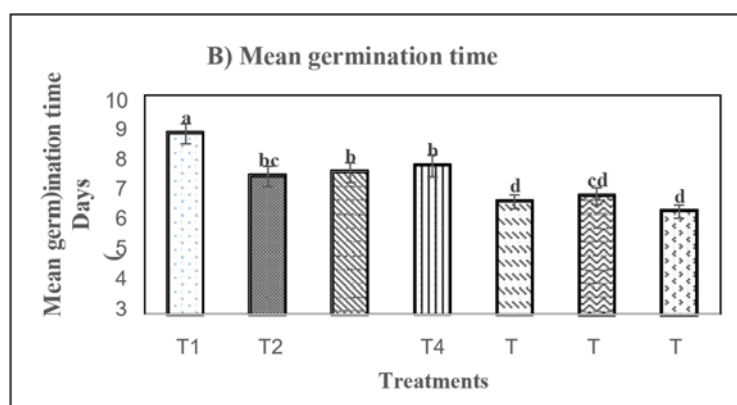 B) Mean germination time
Mean germ)ination time
Days
(
10
9
8
7
6
5
4
3
a
bc
b
b
d
cd
d
T1 T2 T4 T T T
Treatments